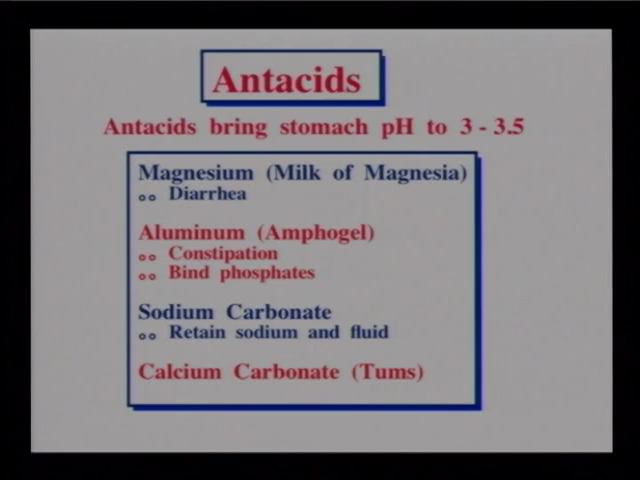 Antacids
Antacids bring stomach pH to 3 - 3.5
Magnesium (Milk of Magnesia)
Diarrhea
Aluminum (Amphogel)
Constipation
Bind phosphates
Sodium Carbonate
Retain sodium and fluid
Calcium Carbonate (Tums)